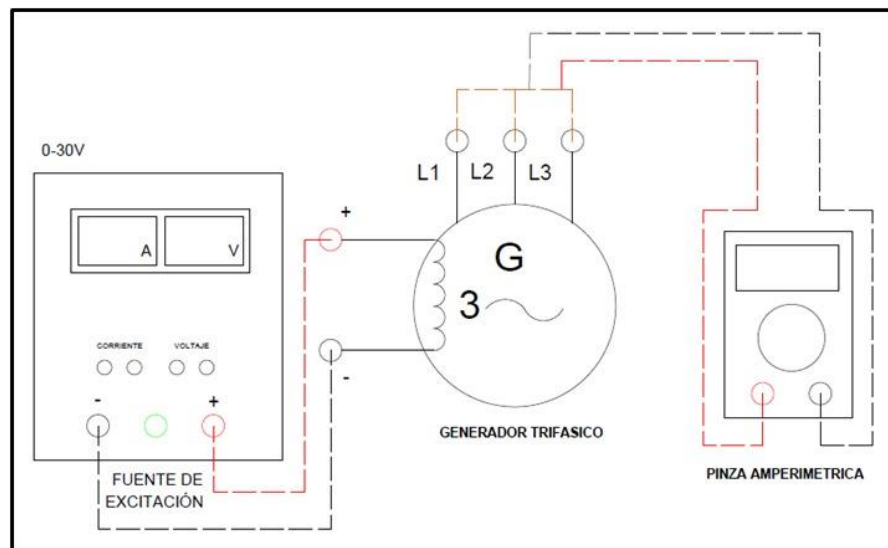 0-30V
A
V
CORRIENTE
VOLTAJE
-
+
FUENTE DE
EXCITACIÓN
+
-
L1
L2
L3
G
3
GENERADOR TRIFASICO
PINZA AMPERIMETRICA